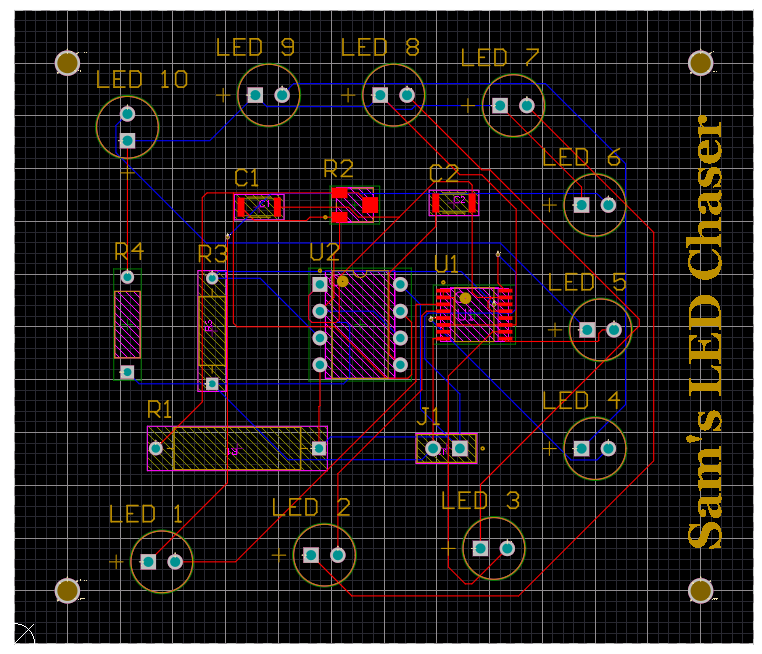 LED 9
LED 8
LED 7
LED 10
LED 6
C1
R2
C2
R4
R3
U2
U1
LED 5
Sam's LED Chaser
R1
J1
LED 4
LED 1
LED 2
LED 3